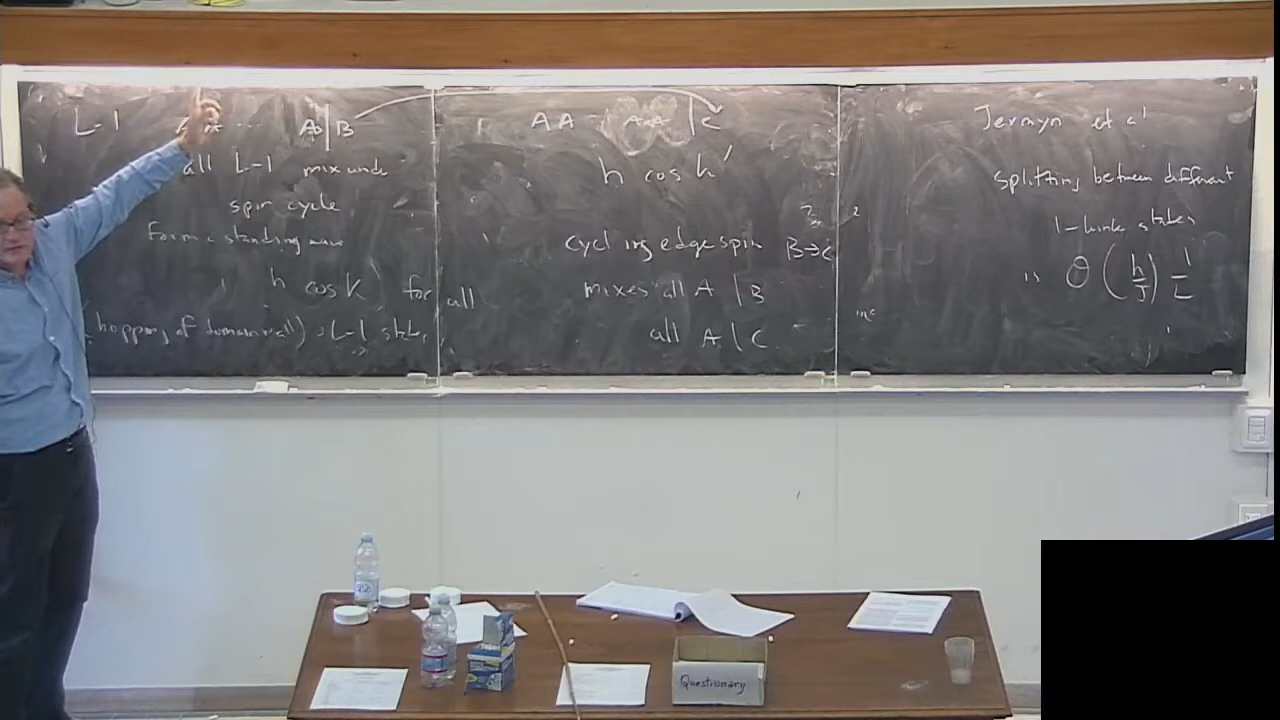 L-1 A|B
all L-1 mix under
spin cycle
Form a standing wave
h cos k for all
(hopping of domain wall) L-1 states
AA A A | C
h cos k'
cycling edge spin B→C
mixes all A | B
all A | C
Jermyn et al
splitting between different
1-kink states
is O(h/J) 1/L
Questionary